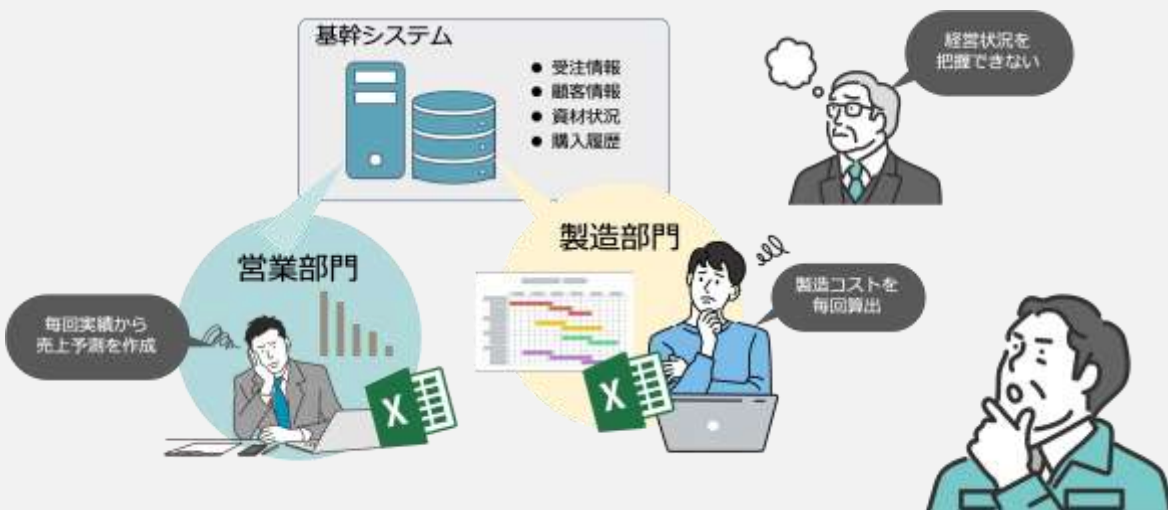 基幹システム
● 受注情報
● 顧客情報
● 資材状況
● 購入履歴
経営状況を
把握できない
営業部門
製造部門
毎回実績から
売上予測を作成
製造コストを
毎回算出
X
X